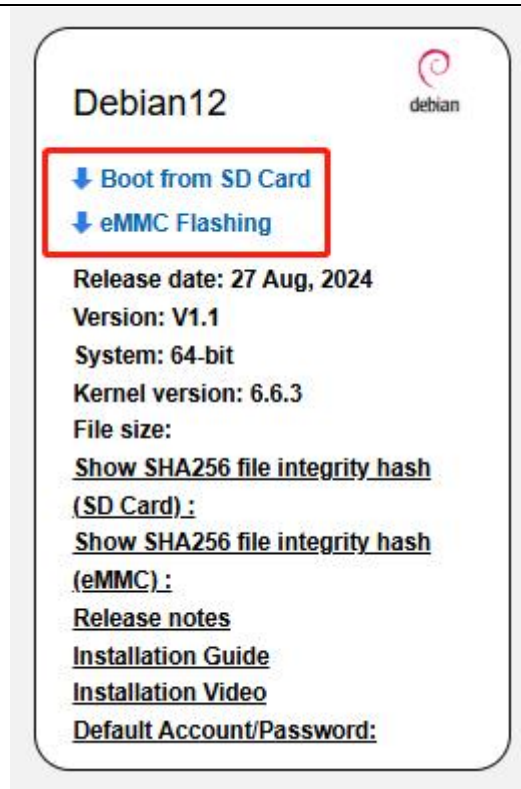 debian
Debian12
Boot from SD Card
eMMC Flashing
Release date: 27 Aug, 2024
Version: V1.1
System: 64-bit
Kernel version: 6.6.3
File size:
Show SHA256 file integrity hash
(SD Card) :
Show SHA256 file integrity hash
(eMMC) :
Release notes
Installation Guide
Installation Video
Default Account/Password: